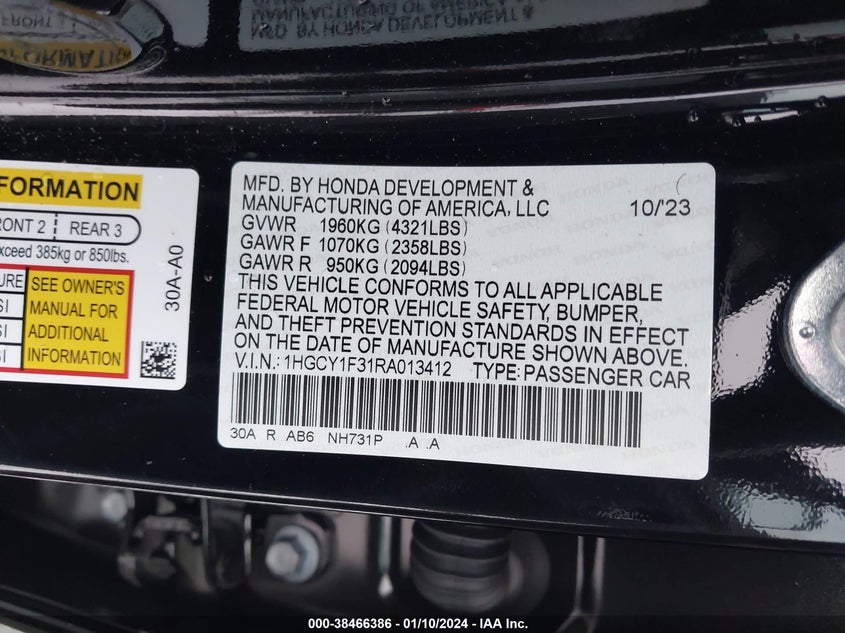 FORMATION
FRONT 2 REAR 3
exceed 385kg or 850lbs.
SEE OWNER'S
MANUAL FOR
ADDITIONAL
INFORMATION
30A-A0
MFD. BY HONDA DEVELOPMENT &
MANUFACTURING OF AMERICA, LLC 10/'23
GVWR 1960KG (4321LBS)
GAWR F 1070KG (2358LBS)
GAWR R 950KG (2094LBS)
THIS VEHICLE CONFORMS TO ALL APPLICABLE
FEDERAL MOTOR VEHICLE SAFETY, BUMPER,
AND THEFT PREVENTION STANDARDS IN EFFECT
ON THE DATE OF MANUFACTURE SHOWN ABOVE.
V.I.N.: 1HGCY1F31RA013412 TYPE: PASSENGER CAR
30A R AB6 NH731P .A .A
000-38466386 - 01/10/2024 - IAA Inc.